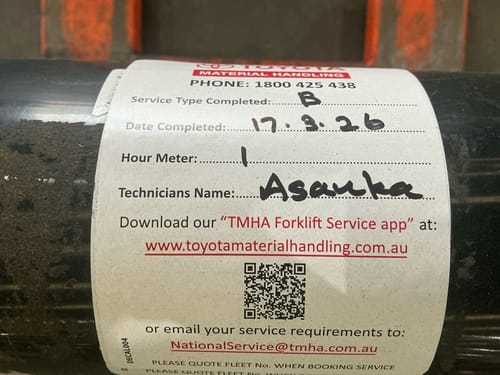 TOYOTA
MATERIAL HANDLING
PHONE: 1800 425 438
Service Type Completed: B
Date Completed: 17.3.26
Hour Meter: 1
Technicians Name: Asanka
Download our “TMHA Forklift Service app” at:
www.toyotamaterialhandling.com.au
or email your service requirements to:
NationalService@tmha.com.au
PLEASE QUOTE FLEET No. WHEN BOOKING SERVICE
DECAL004